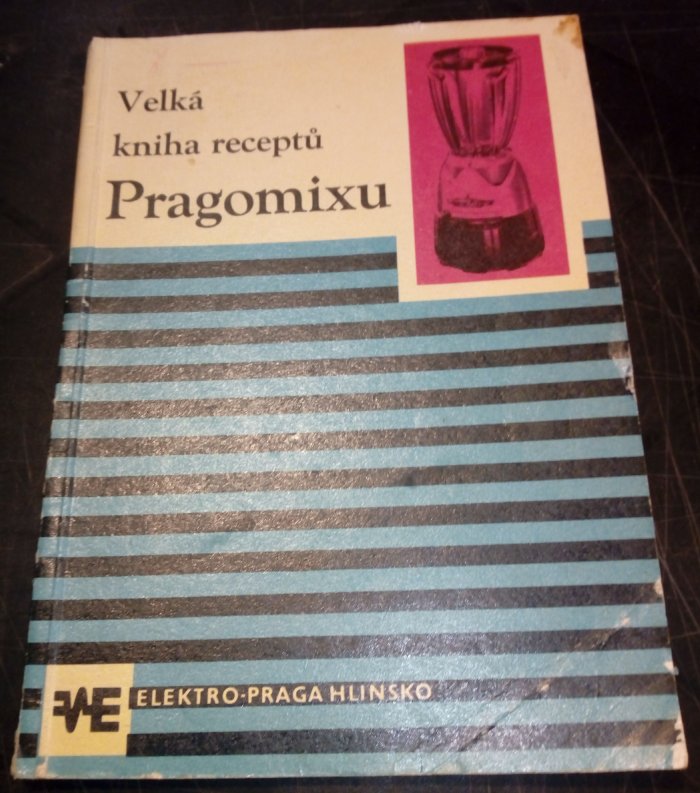 Velká
kniha receptů
Pragomixu
ELEKTRO-PRAGA HLINSKO